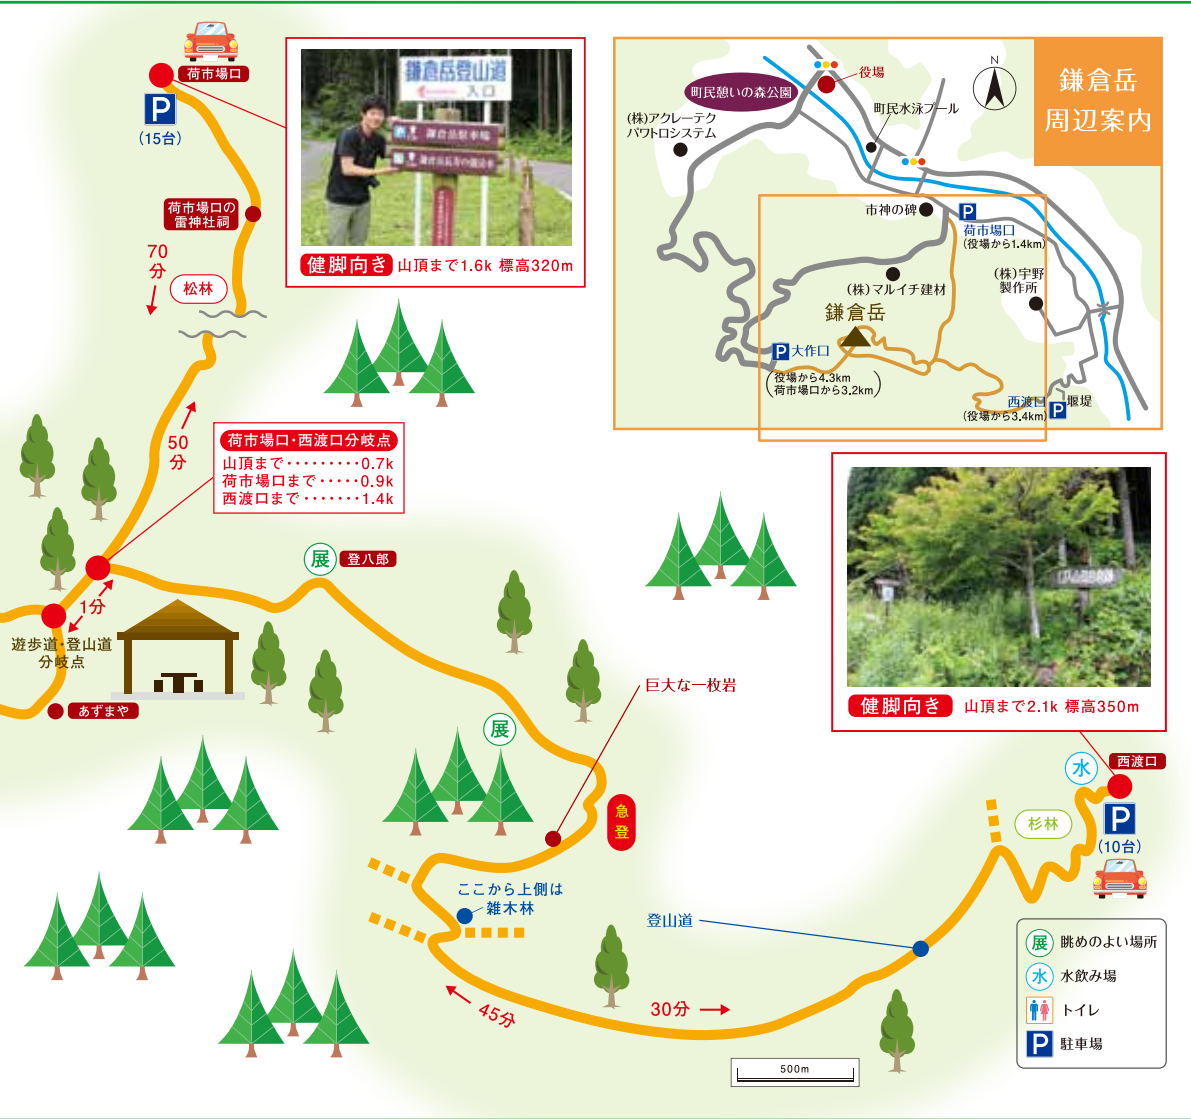 荷市場口
P
(15台)
荷市場口の
雷神社祠
70
分
松林
鎌倉岳登山道
入口
健脚向き 山頂まで1.6k 標高320m
50
分
荷市場口・西渡口分岐点
山頂まで・・・・・・・・・0.7k
荷市場口まで・・・・・0.9k
西渡口まで・・・・・・・1.4k
1分
遊歩道・登山道
分岐点
あずまや
展
登八郎
展
巨大な一枚岩
急
登
ここから上側は
雑木林
45分
30分
登山道
500m
鎌倉岳
周辺案内
N
役場
町民憩いの森公園
町民水泳プール
(株)アクレーテク
パワトロシステム
市神の碑
P
荷市場口
(役場から1.4km)
(株)宇野
製作所
(株)マルイチ建材
鎌倉岳
P 大作口
(役場から4.3km
荷市場口から3.2km)
西渡口
P
堰堤
(役場から3.4km)
健脚向き 山頂まで2.1k 標高350m
水
西渡口
杉林
P
(10台)
展 眺めのよい場所
水 水飲み場
トイレ
P 駐車場